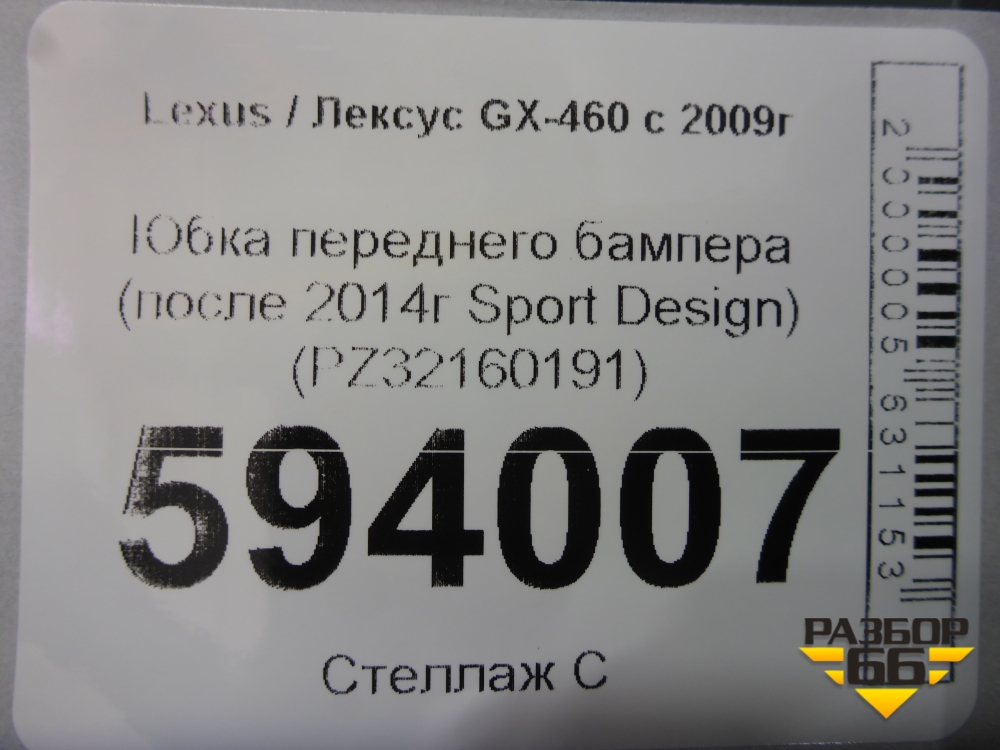 Lexus / Лексус GX-460 с 2009г
Юбка переднего бампера
(после 2014г Sport Design)
(PZ32160191)
594007
Стеллаж С
2000005631153
РАЗБОР
66